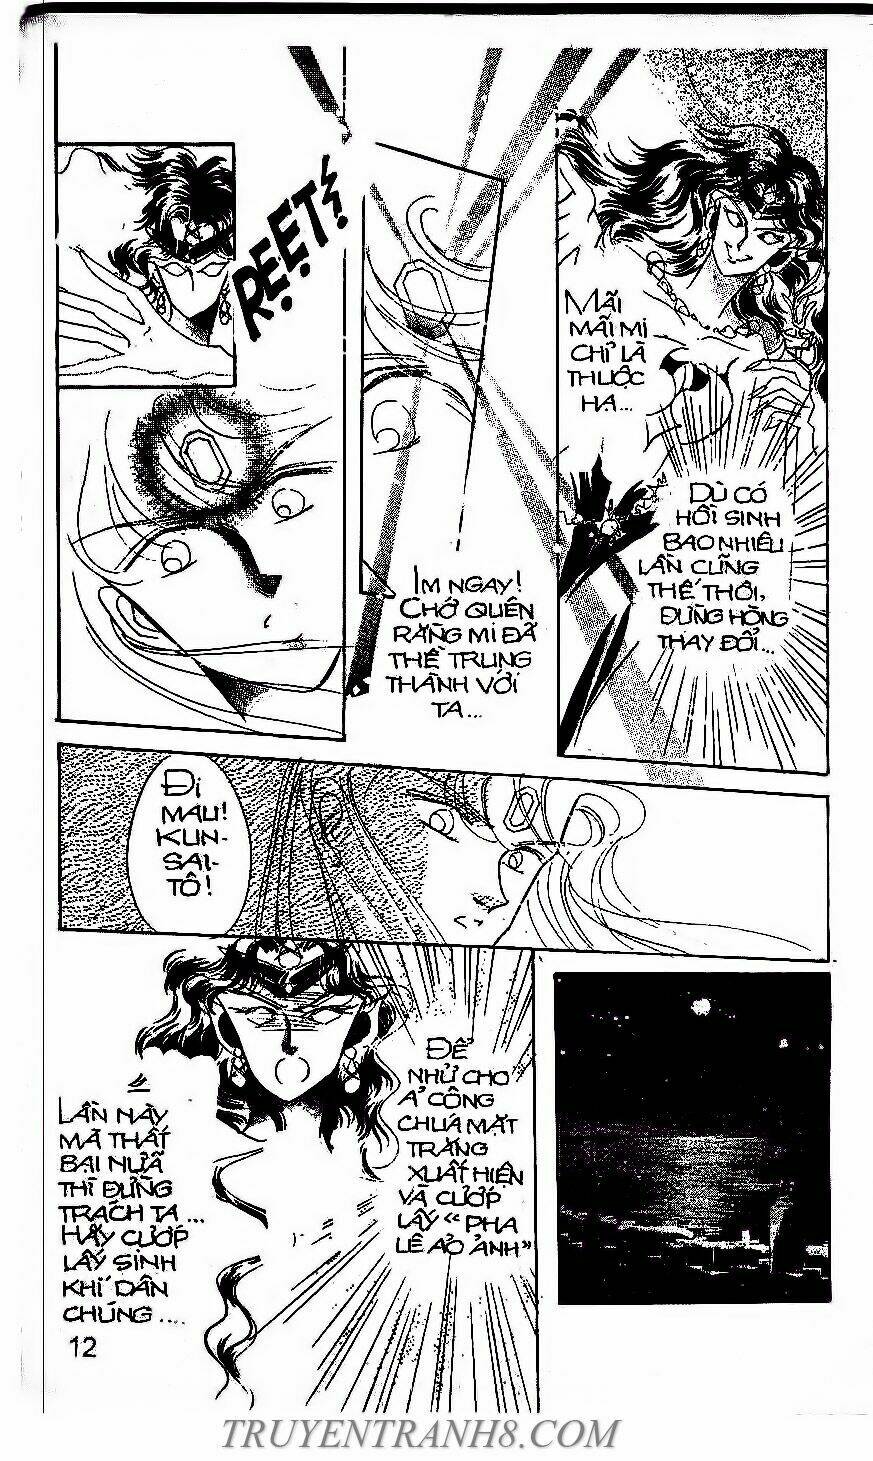 REẸT!
IM NGAY!
CHỚ QUÊN
RẰNG MI ĐÃ
THỀ TRUNG
THÀNH VỚI
TA...
MÃI
MÃI MI
CHỈ LÀ
THUỘC
HẠ...
DÙ CÓ
HỒI SINH
BAO NHIÊU
LẦN CŨNG
THẾ THÔI,
ĐỪNG HÒNG
THAY ĐỔI...
ĐI
MAU!
KUN-
SAI-
TÔ!
LẦN NÀY
MÀ THẤT
BẠI NỮA
THÌ ĐỪNG
TRÁCH TA...
HÃY CƯỚP
LẤY SINH
KHÍ DÂN
CHÚNG....
ĐỂ
NHỬ CHO
Ả CÔNG
CHÚA MẶT
TRĂNG
XUẤT HIỆN
VÀ CƯỚP
LẤY "PHA
LÊ ẢO ẢNH"
12
TRUYENTRANH8.COM